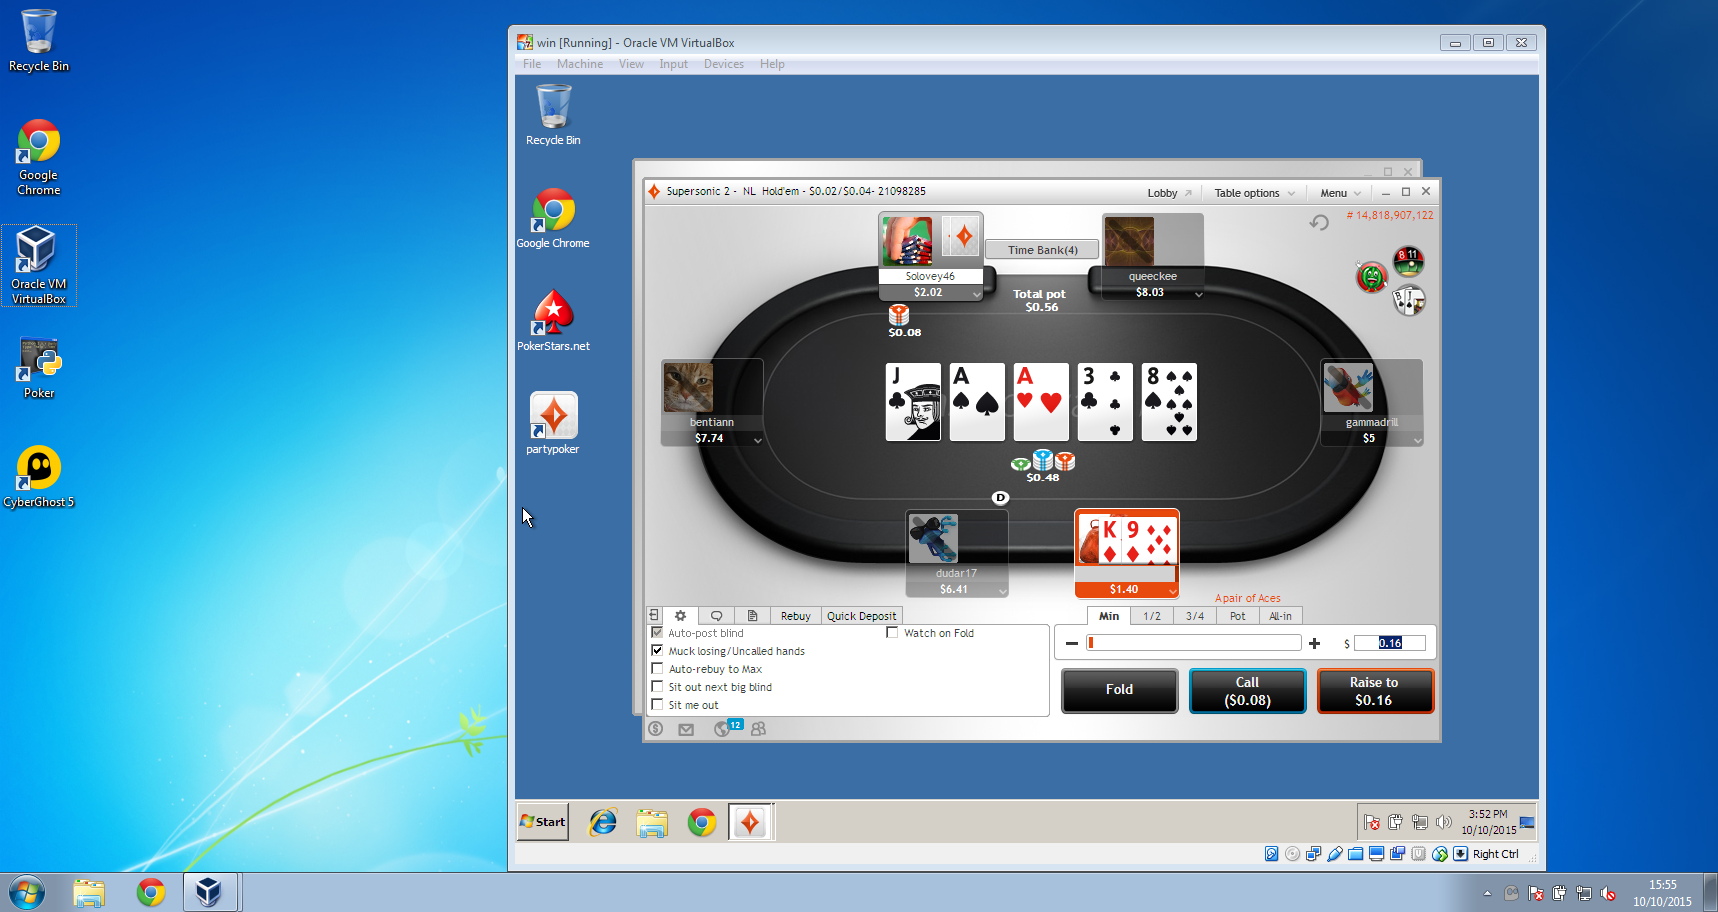 Recycle Bin
Google
Chrome
Oracle VM
VirtualBox
Poker
CyberGhost 5
win [Running] - Oracle VM VirtualBox
File Machine View Input Devices Help
Recycle Bin
Google Chrome
PokerStars.net
partypoker
Supersonic 2 - NL Hold'em - $0.02/$0.04- 21098285
Lobby Table options Menu
# 14,818,907,122
Solovey46
$2.02
Time Bank(4)
queeckee
$8.03
8 11
B J
Total pot
$0.56
$0.08
bentiann
$7.74
J A A 3 8
gammadrill
$5
$0.48
D
dudar17
$6.41
K 9
$1.40
A pair of Aces
Rebuy Quick Deposit
Min 1/2 3/4 Pot All-in
Auto-post blind
Watch on Fold
Muck losing/Uncalled hands
Auto-rebuy to Max
Sit out next big blind
Sit me out
$ 0.16
Fold
Call
($0.08)
Raise to
$0.16
12
Start
3:52 PM
10/10/2015
Right Ctrl
15:55
10/10/2015